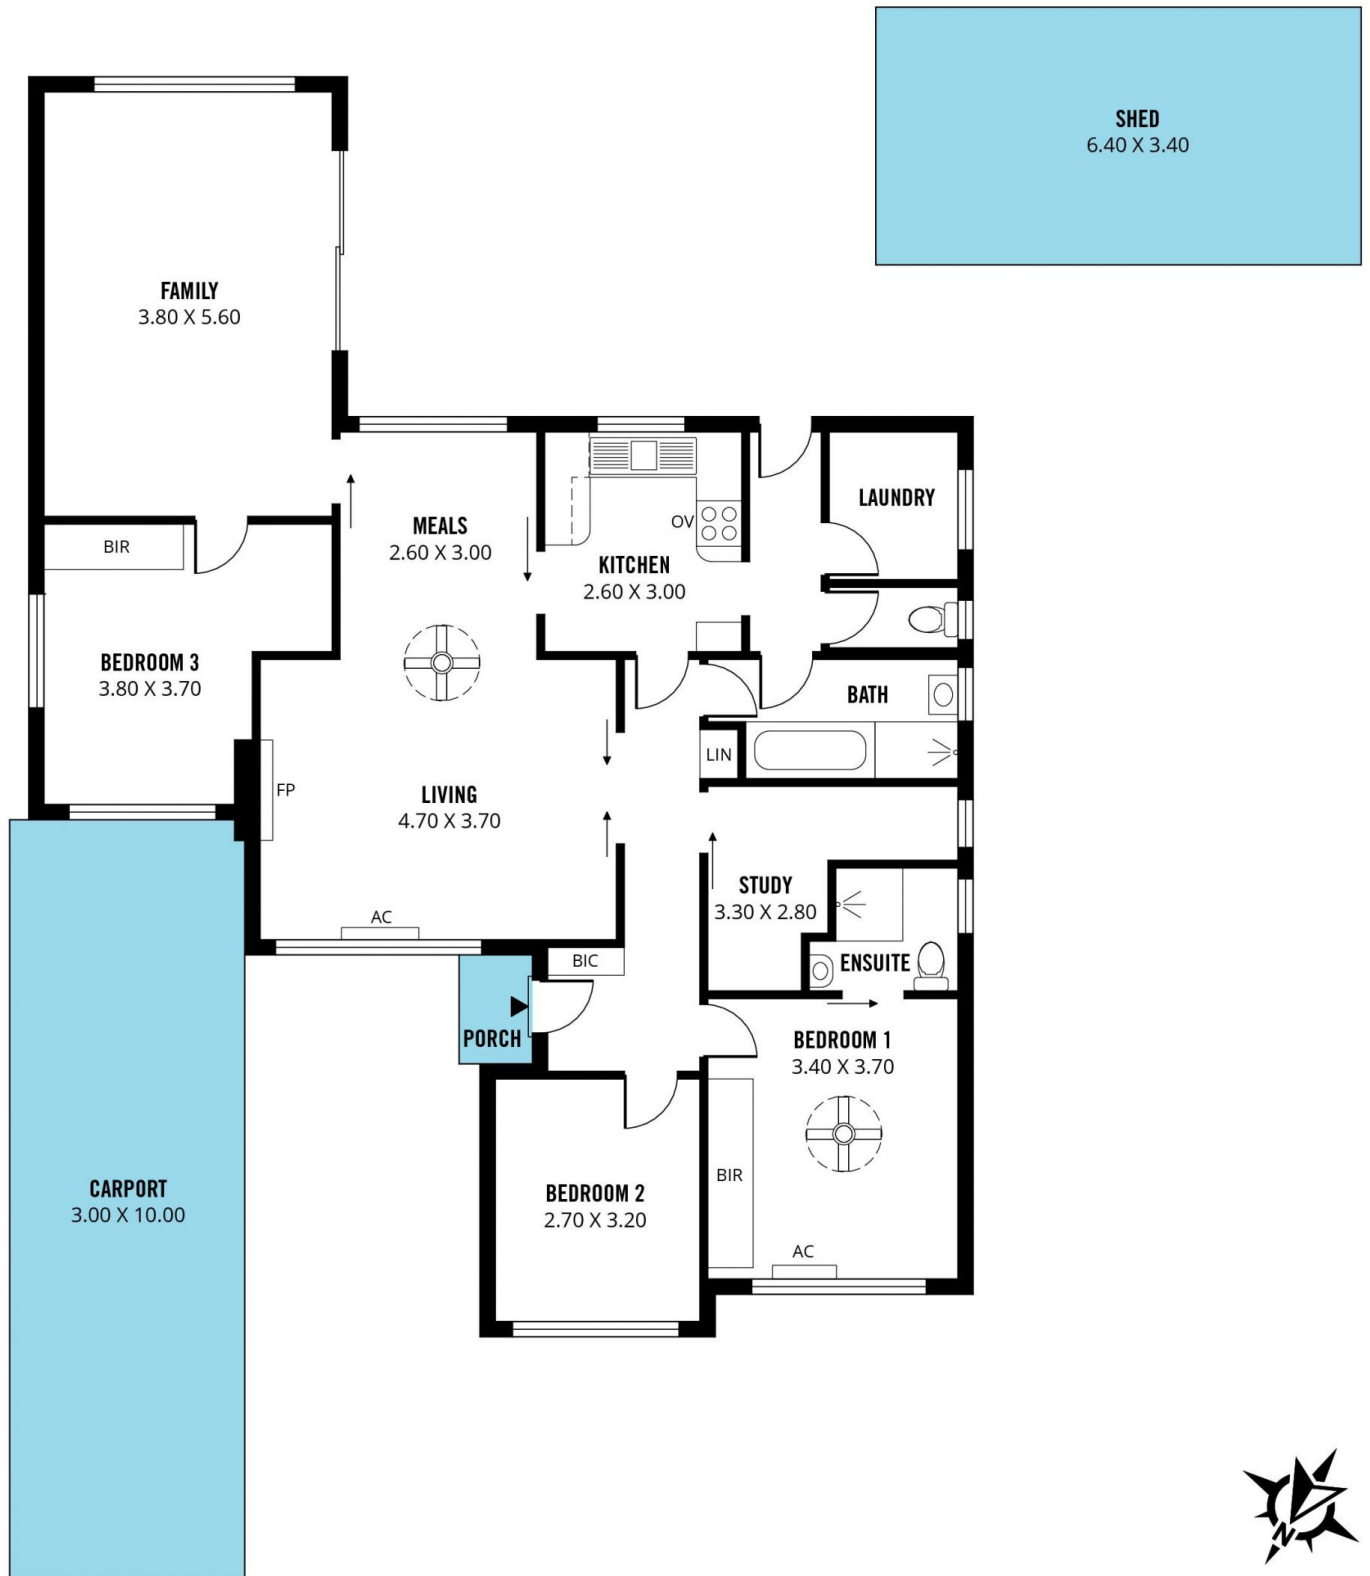 SHED
6.40 X 3.40
FAMILY
3.80 X 5.60
LAUNDRY
OV
MEALS
2.60 X 3.00
KITCHEN
2.60 X 3.00
BIR
BEDROOM 3
3.80 X 3.70
BATH
LIN
FP
LIVING
4.70 X 3.70
STUDY
3.30 X 2.80
AC
BIC
ENSUITE
PORCH
BEDROOM 1
3.40 X 3.70
BIR
CARPORT
3.00 X 10.00
BEDROOM 2
2.70 X 3.20
AC
N